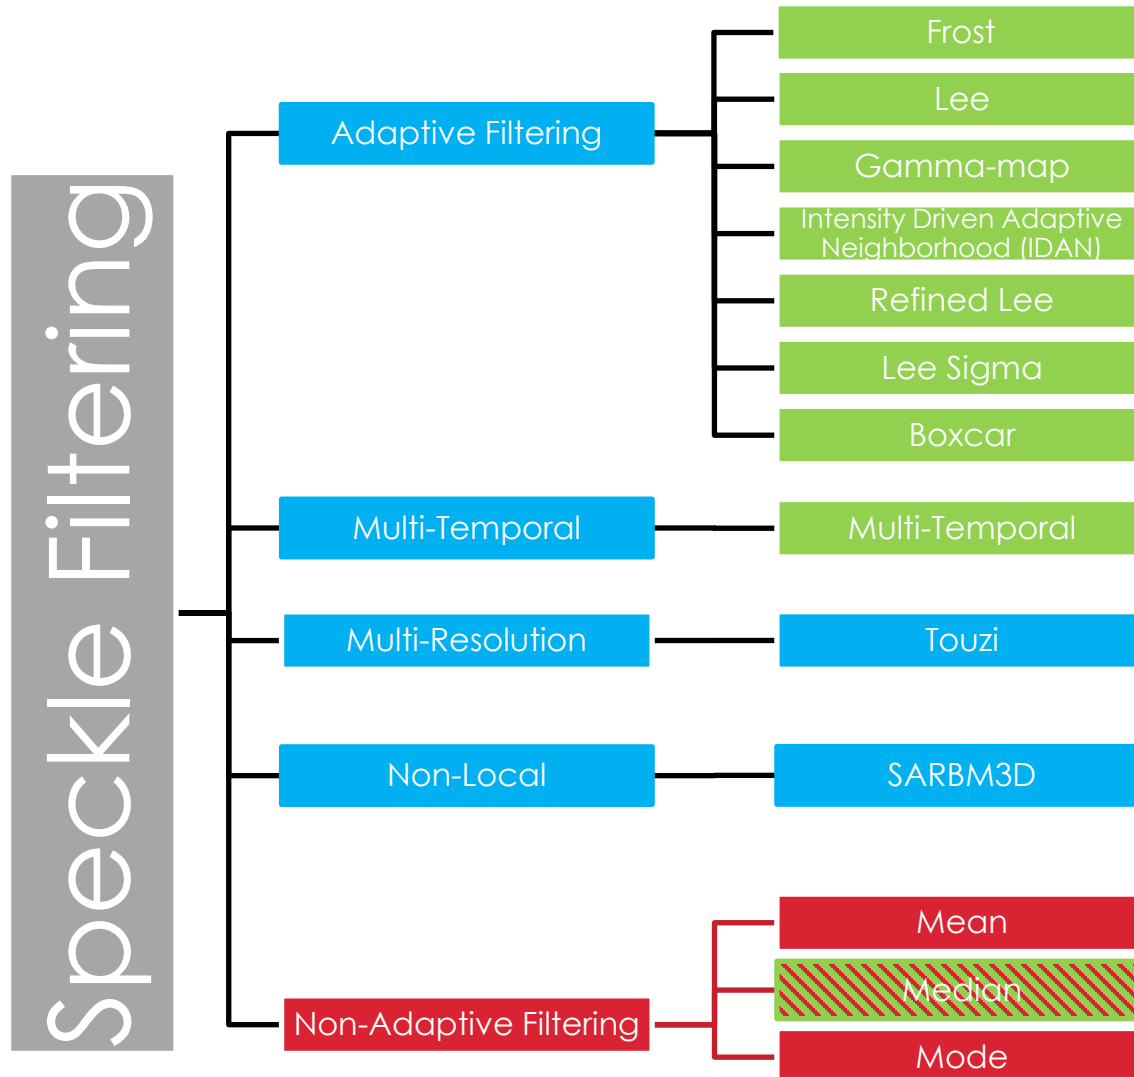 Speckle Filtering
Adaptive Filtering
Frost
Lee
Gamma-map
Intensity Driven Adaptive
Neighborhood (IDAN)
Refined Lee
Lee Sigma
Boxcar
Multi-Temporal
Multi-Temporal
Multi-Resolution
Touzi
Non-Local
SARBM3D
Non-Adaptive Filtering
Mean
Median
Mode